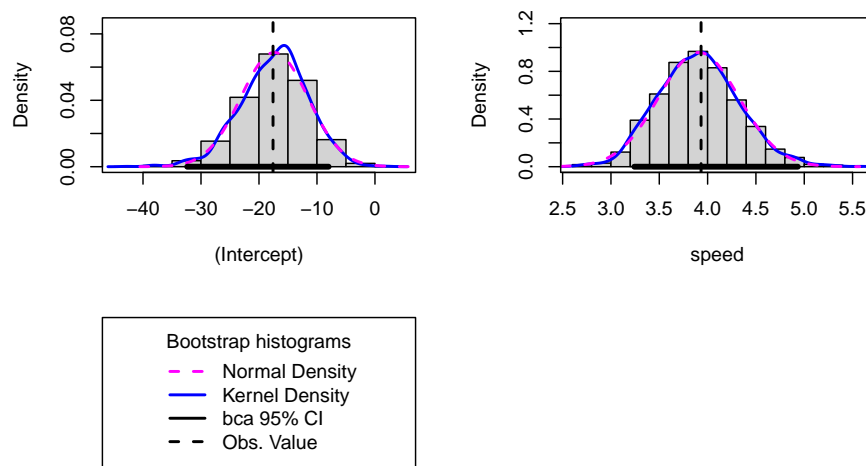 Density
0.00 0.04 0.08
−40 −30 −20 −10 0
(Intercept)
Density
0.0 0.4 0.8 1.2
2.5 3.0 3.5 4.0 4.5 5.0 5.5
speed
Bootstrap histograms
Normal Density
Kernel Density
bca 95% CI
Obs. Value